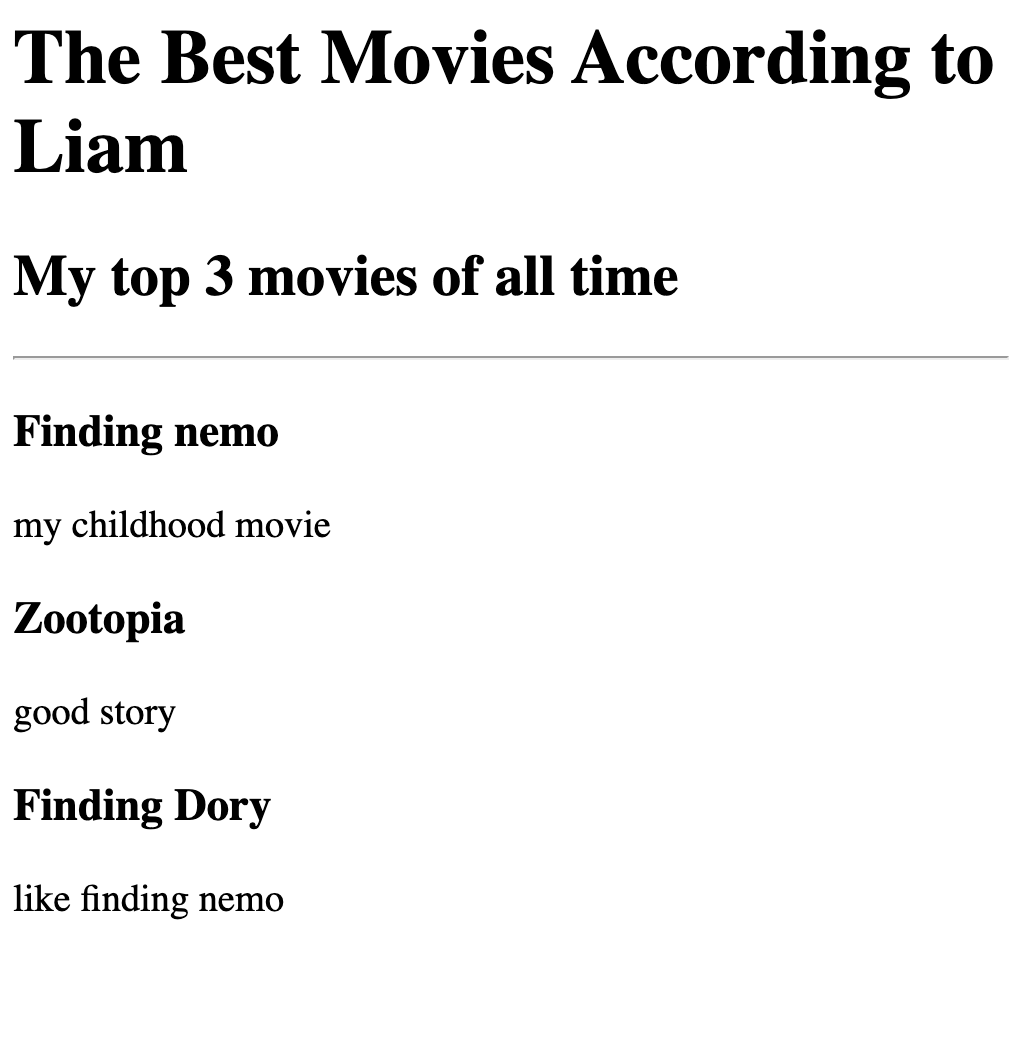 The Best Movies According to
Liam
My top 3 movies of all time
Finding nemo
my childhood movie
Zootopia
good story
Finding Dory
like finding nemo